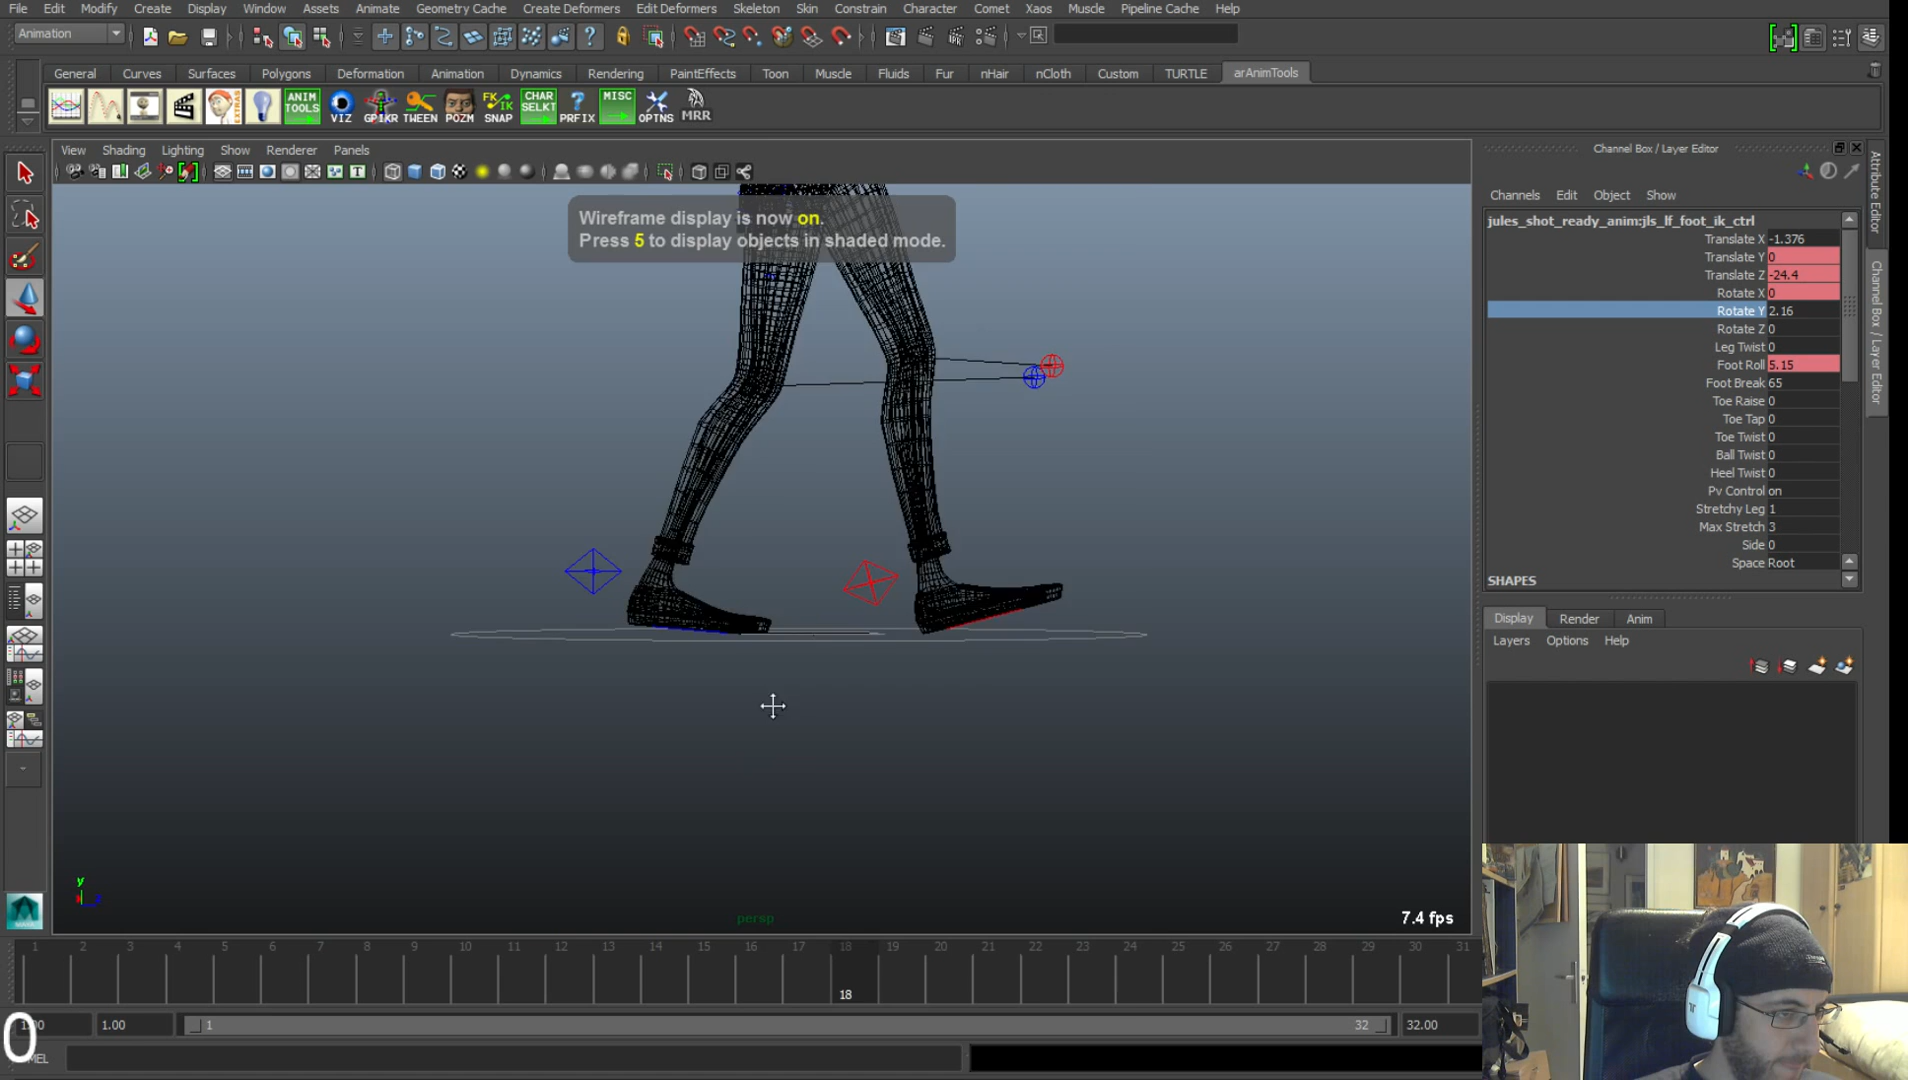 File Edit Modify Create Display Window Assets Animate Geometry Cache Create Deformers Edit Deformers Skeleton Skin Constrain Character Comet Xaos Muscle Pipeline Cache Help
Animation
General Curves Surfaces Polygons Deformation Animation Dynamics Rendering PaintEffects Toon Muscle Fluids Fur nHair nCloth Custom TURTLE arAnimTools
ANIM TOOLS VIZ GPIKR TWEEN POZM FK/IK SNAP CHAR SELKT PRFIX MISC OPTNS MRR
View Shading Lighting Show Renderer Panels
Wireframe display is now on.
Press 5 to display objects in shaded mode.
Channel Box / Layer Editor
Channels Edit Object Show
jules_shot_ready_anim:jls_lf_foot_ik_ctrl
Translate X -1.376
Translate Y 0
Translate Z -24.4
Rotate X 0
Rotate Y 2.16
Rotate Z 0
Leg Twist 0
Foot Roll 5.15
Foot Break 65
Toe Raise 0
Toe Tap 0
Toe Twist 0
Ball Twist 0
Heel Twist 0
Pv Control on
Stretchy Leg 1
Max Stretch 3
Side 0
Space Root
SHAPES
Display Render Anim
Layers Options Help
Attribute Editor
Channel Box / Layer Editor
y
persp
7.4 fps
1 2 3 4 5 6 7 8 9 10 11 12 13 14 15 16 17 18 19 20 21 22 23 24 25 26 27 28 29 30 31
18
1.00 1 32 32.00
0